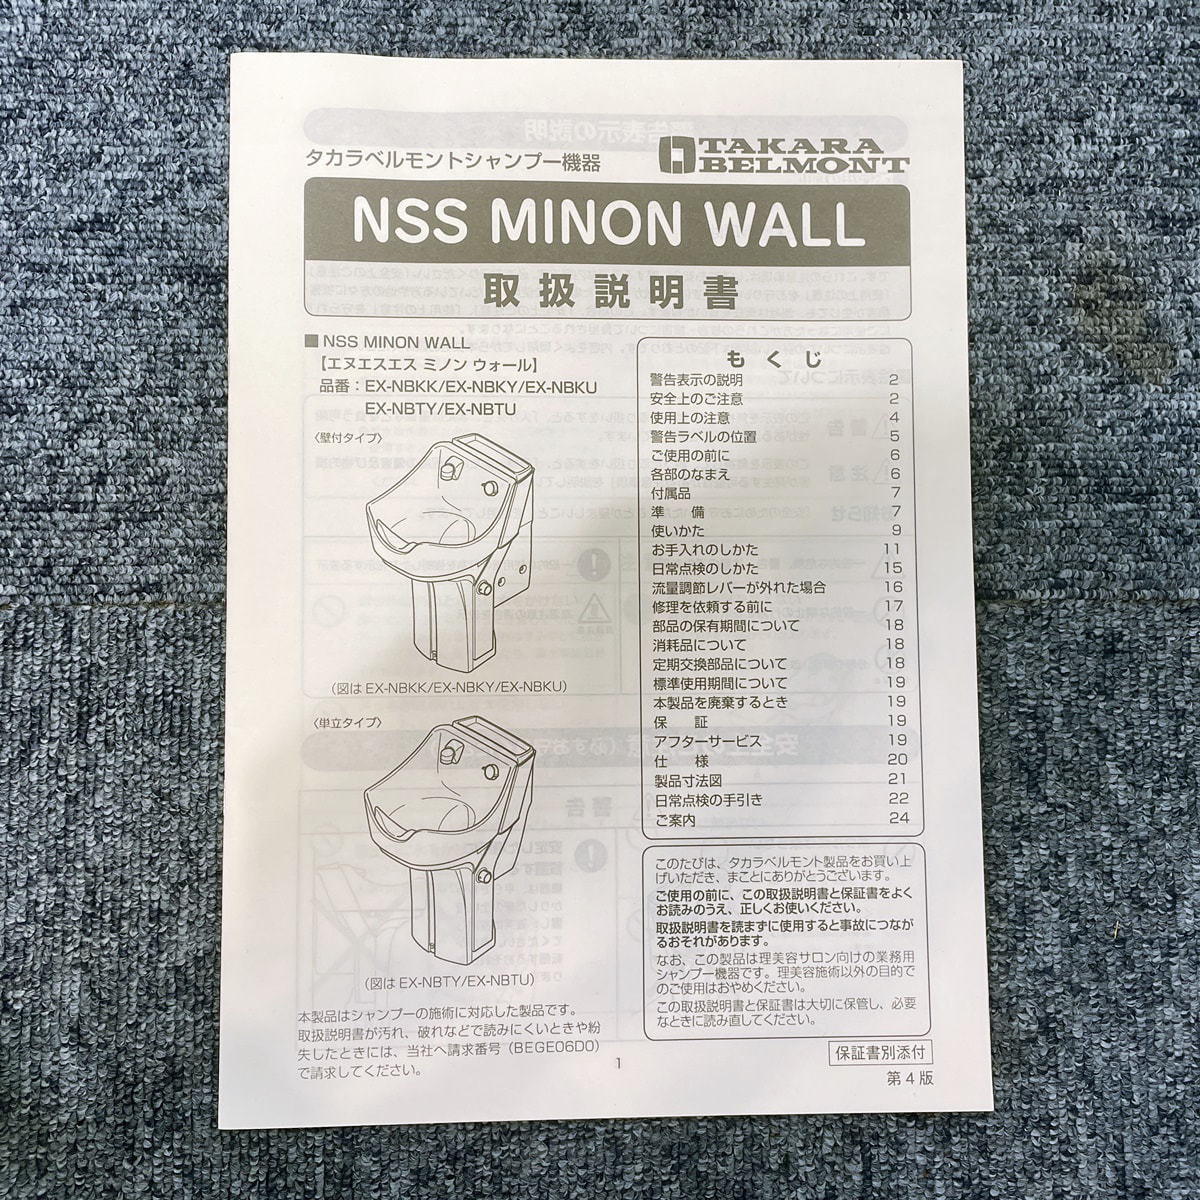 タカラベルモントシャンプー機器
TAKARA
BELMONT
NSS MINON WALL
取扱説明書
■NSS MINON WALL
【エヌエスエス ミノン ウォール】
品番：EX-NBKK/EX-NBKY/EX-NBKU
EX-NBTY/EX-NBTU
〈壁付タイプ〉
（図は EX-NBKK/EX-NBKY/EX-NBKU）
〈単立タイプ〉
（図は EX-NBTY/EX-NBTU）
本製品はシャンプーの施術に対応した製品です。
取扱説明書が汚れ、破れなどで読みにくいときや紛
失したときには、当社へ請求番号（BEGE06D0）
で請求してください。
もくじ
警告表示の説明 2
安全上のご注意 2
使用上の注意 4
警告ラベルの位置 5
ご使用の前に 6
各部のなまえ 6
付属品 7
準　備 7
使いかた 9
お手入れのしかた 11
日常点検のしかた 15
流量調節レバーが外れた場合 16
修理を依頼する前に 17
部品の保有期間について 18
消耗品について 18
定期交換部品について 18
標準使用期間について 19
本製品を廃棄するとき 19
保　証 19
アフターサービス 19
仕　様 20
製品寸法図 21
日常点検の手引き 22
ご案内 24
このたびは、タカラベルモント製品をお買い上
げいただき、まことにありがとうございます。
ご使用の前に、この取扱説明書と保証書をよく
お読みのうえ、正しくお使いください。
取扱説明書を読まずに使用すると事故につなが
るおそれがあります。
なお、この製品は理美容サロン向けの業務用
シャンプー機器です。理美容施術以外の目的で
のご使用はおやめください。
この取扱説明書と保証書は大切に保管し、必要
なときに読み直してください。
1
保証書別添付
第４版